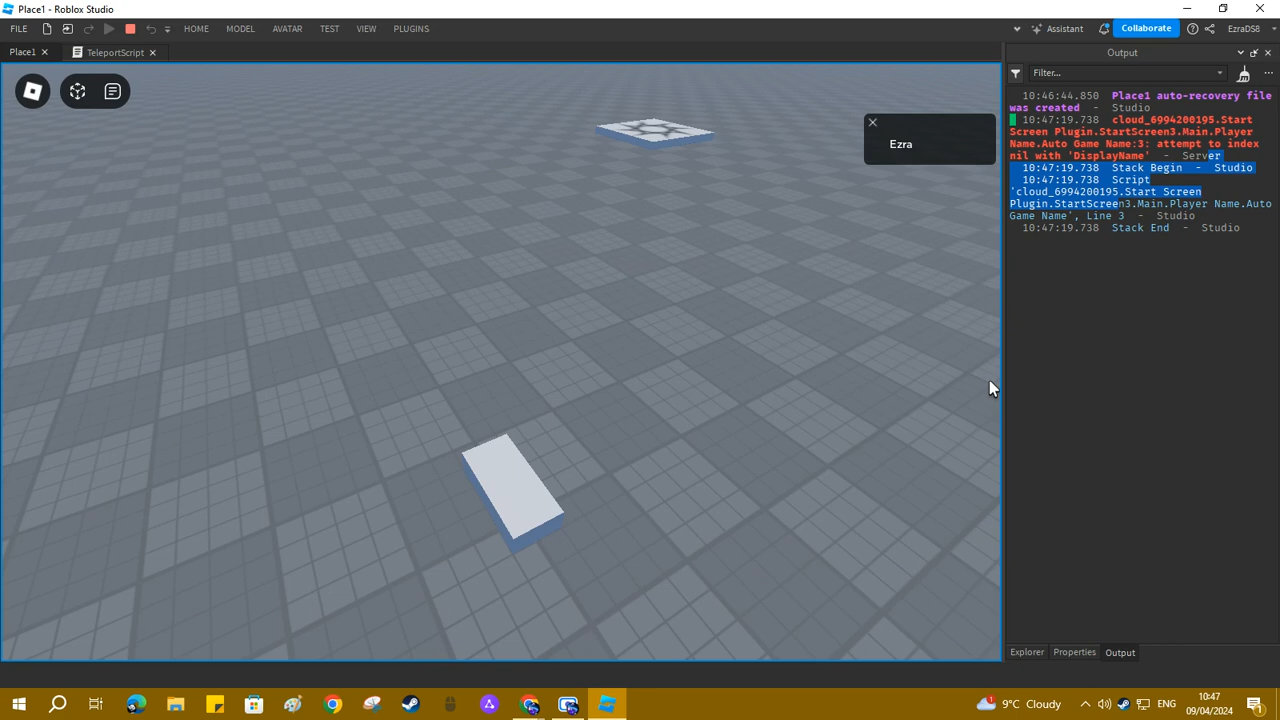 Place1 - Roblox Studio
FILE HOME MODEL AVATAR TEST VIEW PLUGINS Assistant Collaborate EzraDS8
Place1 TeleportScript Output
Filter...
10:46:44.850 Place1 auto-recovery file
was created - Studio
10:47:19.738 cloud_6994200195.Start
Screen Plugin.StartScreen3.Main.Player
Name.Auto Game Name:3: attempt to index
nil with 'DisplayName' - Server
10:47:19.738 Stack Begin - Studio
10:47:19.738 Script
'cloud_6994200195.Start Screen
Plugin.StartScreen3.Main.Player Name.Auto
Game Name', Line 3 - Studio
10:47:19.738 Stack End - Studio
Ezra
Explorer Properties Output
9°C Cloudy ENG 10:47
09/04/2024